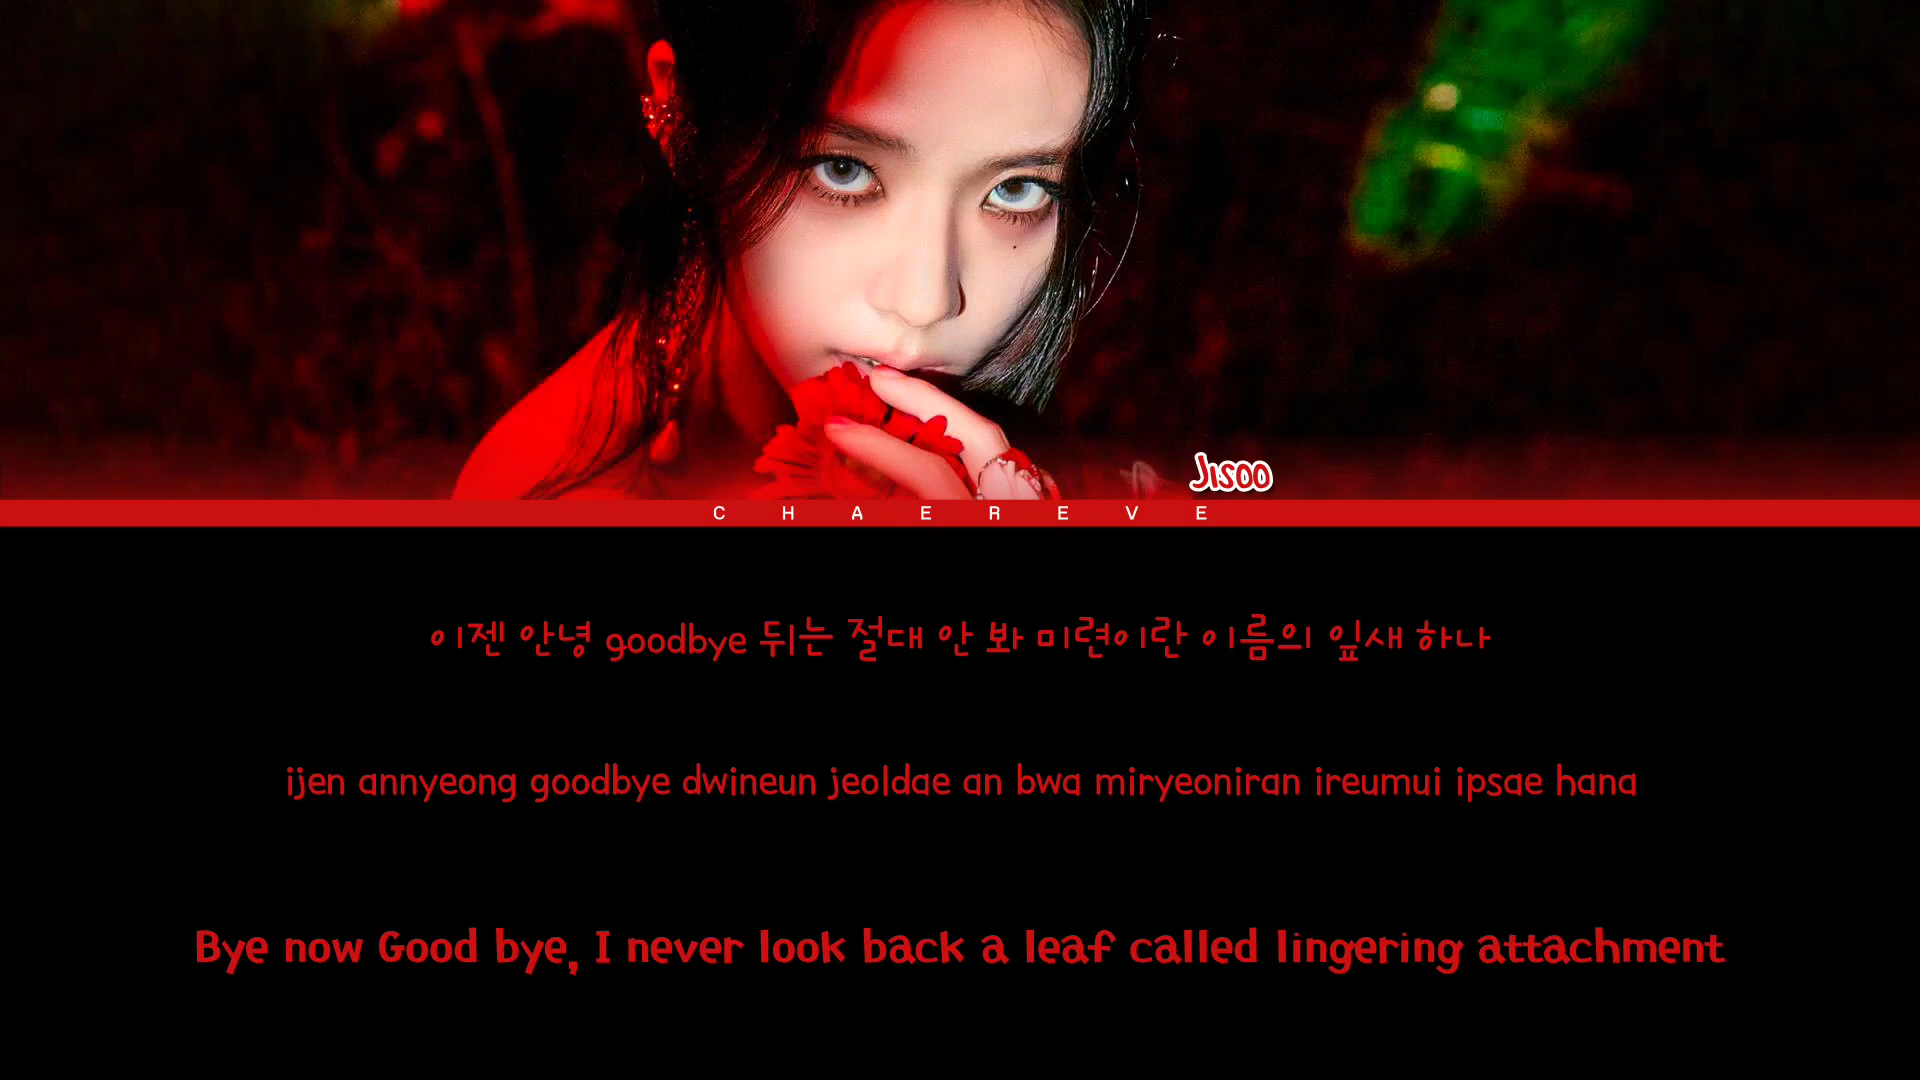 Jisoo
CHAEREVE
이젠 안녕 goodbye 뒤는 절대 안 봐 미련이란 이름의 잎새 하나
ijen annyeong goodbye dwineun jeoldae an bwa miryeoniran ireumui ipsae hana
Bye now Good bye, I never look back a leaf called lingering attachment